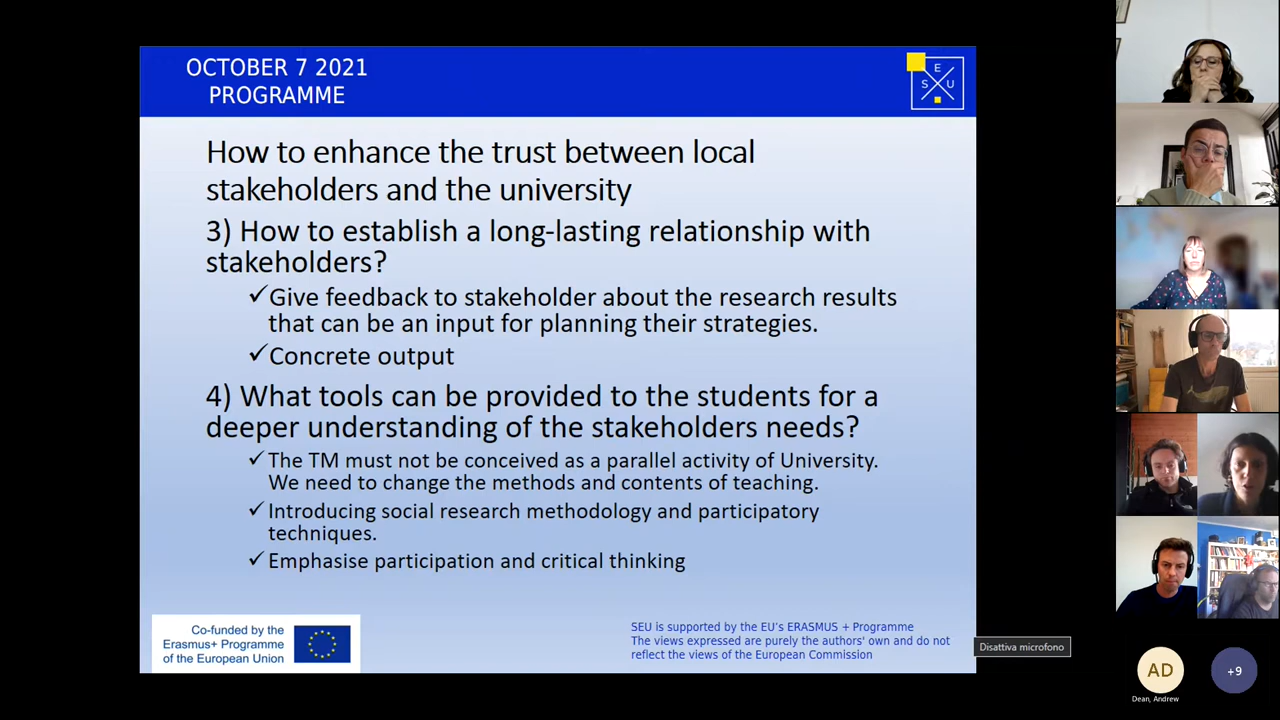 OCTOBER 7 2021
PROGRAMME
E
S U
How to enhance the trust between local
stakeholders and the university
3) How to establish a long-lasting relationship with
stakeholders?
✓Give feedback to stakeholder about the research results
that can be an input for planning their strategies.
✓Concrete output
4) What tools can be provided to the students for a
deeper understanding of the stakeholders needs?
✓The TM must not be conceived as a parallel activity of University.
We need to change the methods and contents of teaching.
✓Introducing social research methodology and participatory
techniques.
✓Emphasise participation and critical thinking
Co-funded by the
Erasmus+ Programme
of the European Union
SEU is supported by the EU's ERASMUS + Programme
The views expressed are purely the authors' own and do not
reflect the views of the European Commission
Disattiva microfono
AD
Dean, Andrew
+9